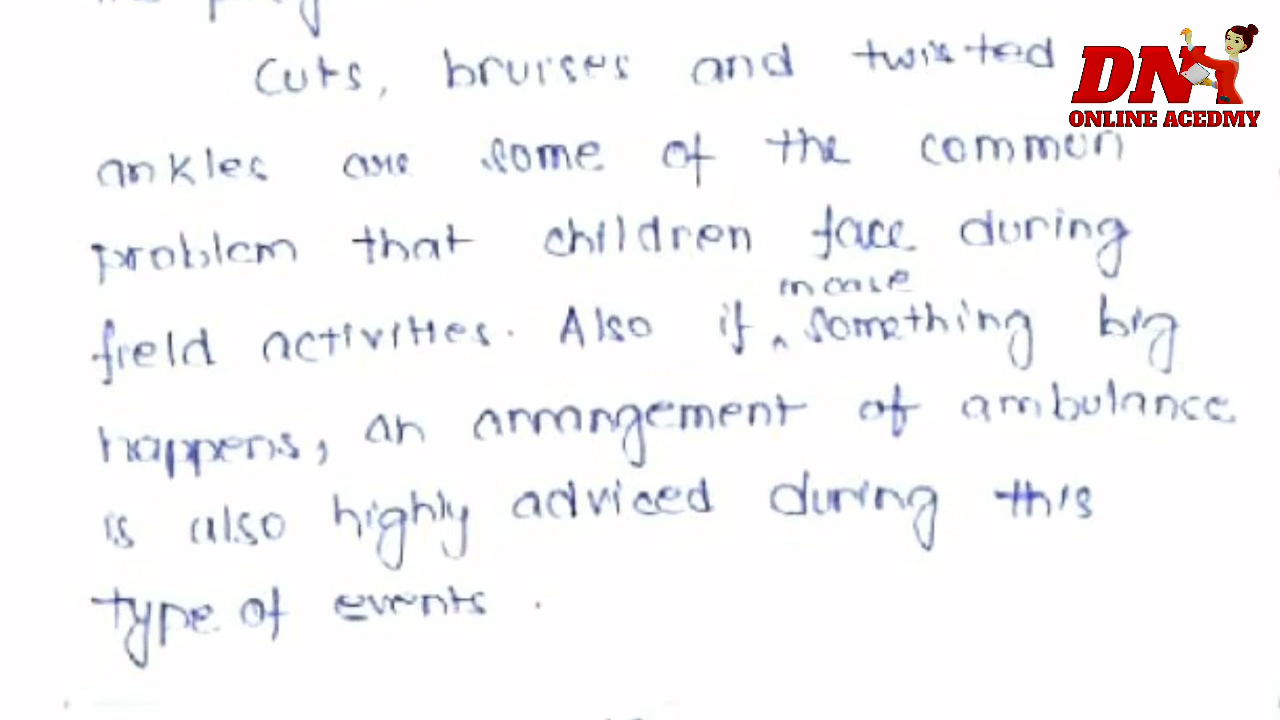 DN
ONLINE ACEDMY
Cuts, bruises and twisted
ankles are some of the common
problem that children face during
in case
field activities. Also if ^ something big
happens, an arrangement of ambulance
is also highly adviced during this
type of events.